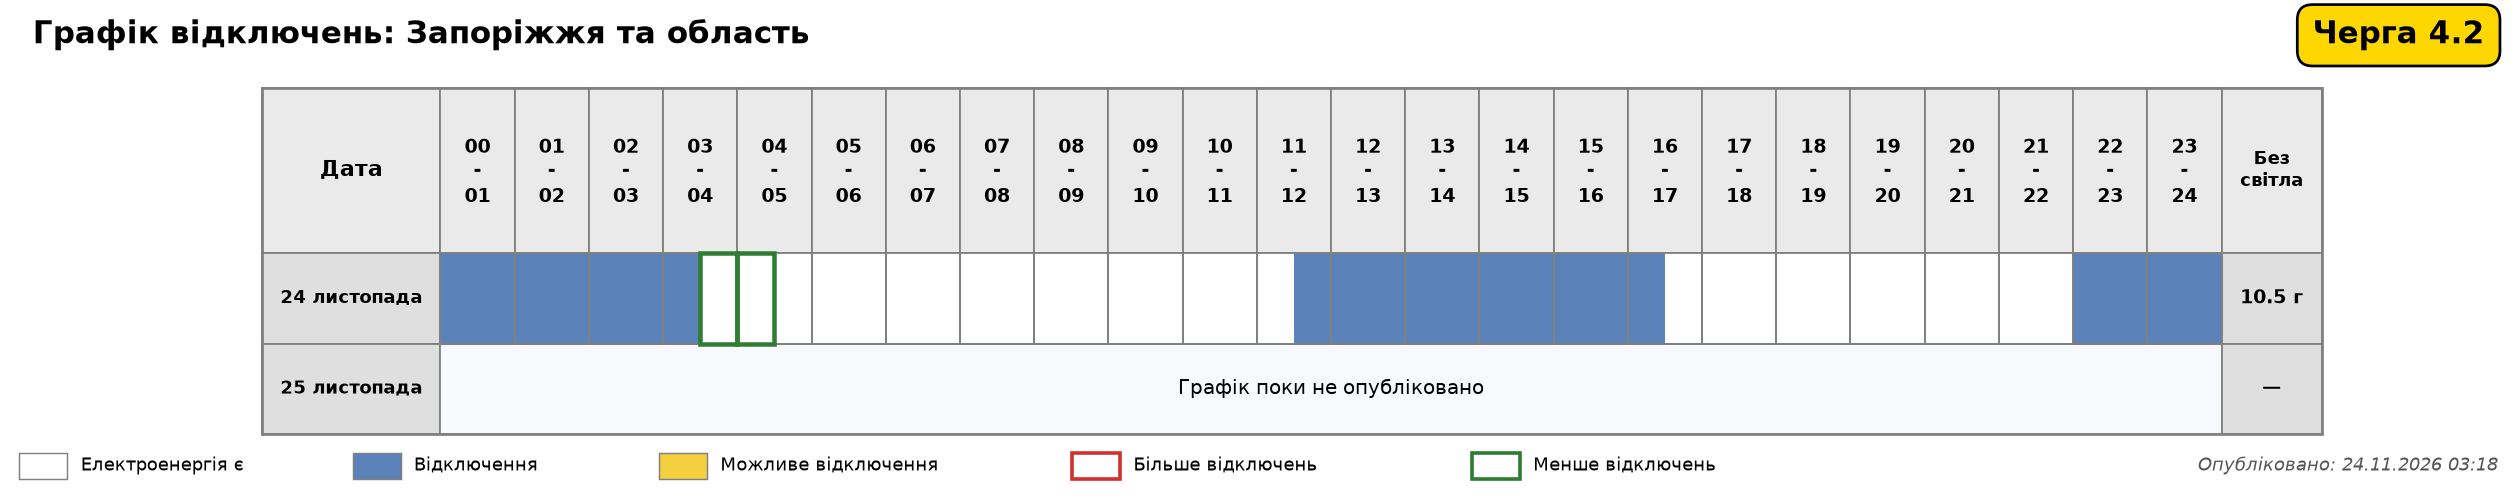 Графік відключень: Запоріжжя та область
Черга 4.2
Дата 00 - 01 01 - 02 02 - 03 03 - 04 04 - 05 05 - 06 06 - 07 07 - 08 08 - 09 09 - 10 10 - 11 11 - 12 12 - 13 13 - 14 14 - 15 15 - 16 16 - 17 17 - 18 18 - 19 19 - 20 20 - 21 21 - 22 22 - 23 23 - 24 Без світла
24 листопада 10.5 г
25 листопада Графік поки не опубліковано —
Електроенергія є Відключення Можливе відключення Більше відключень Менше відключень Опубліковано: 24.11.2026 03:18